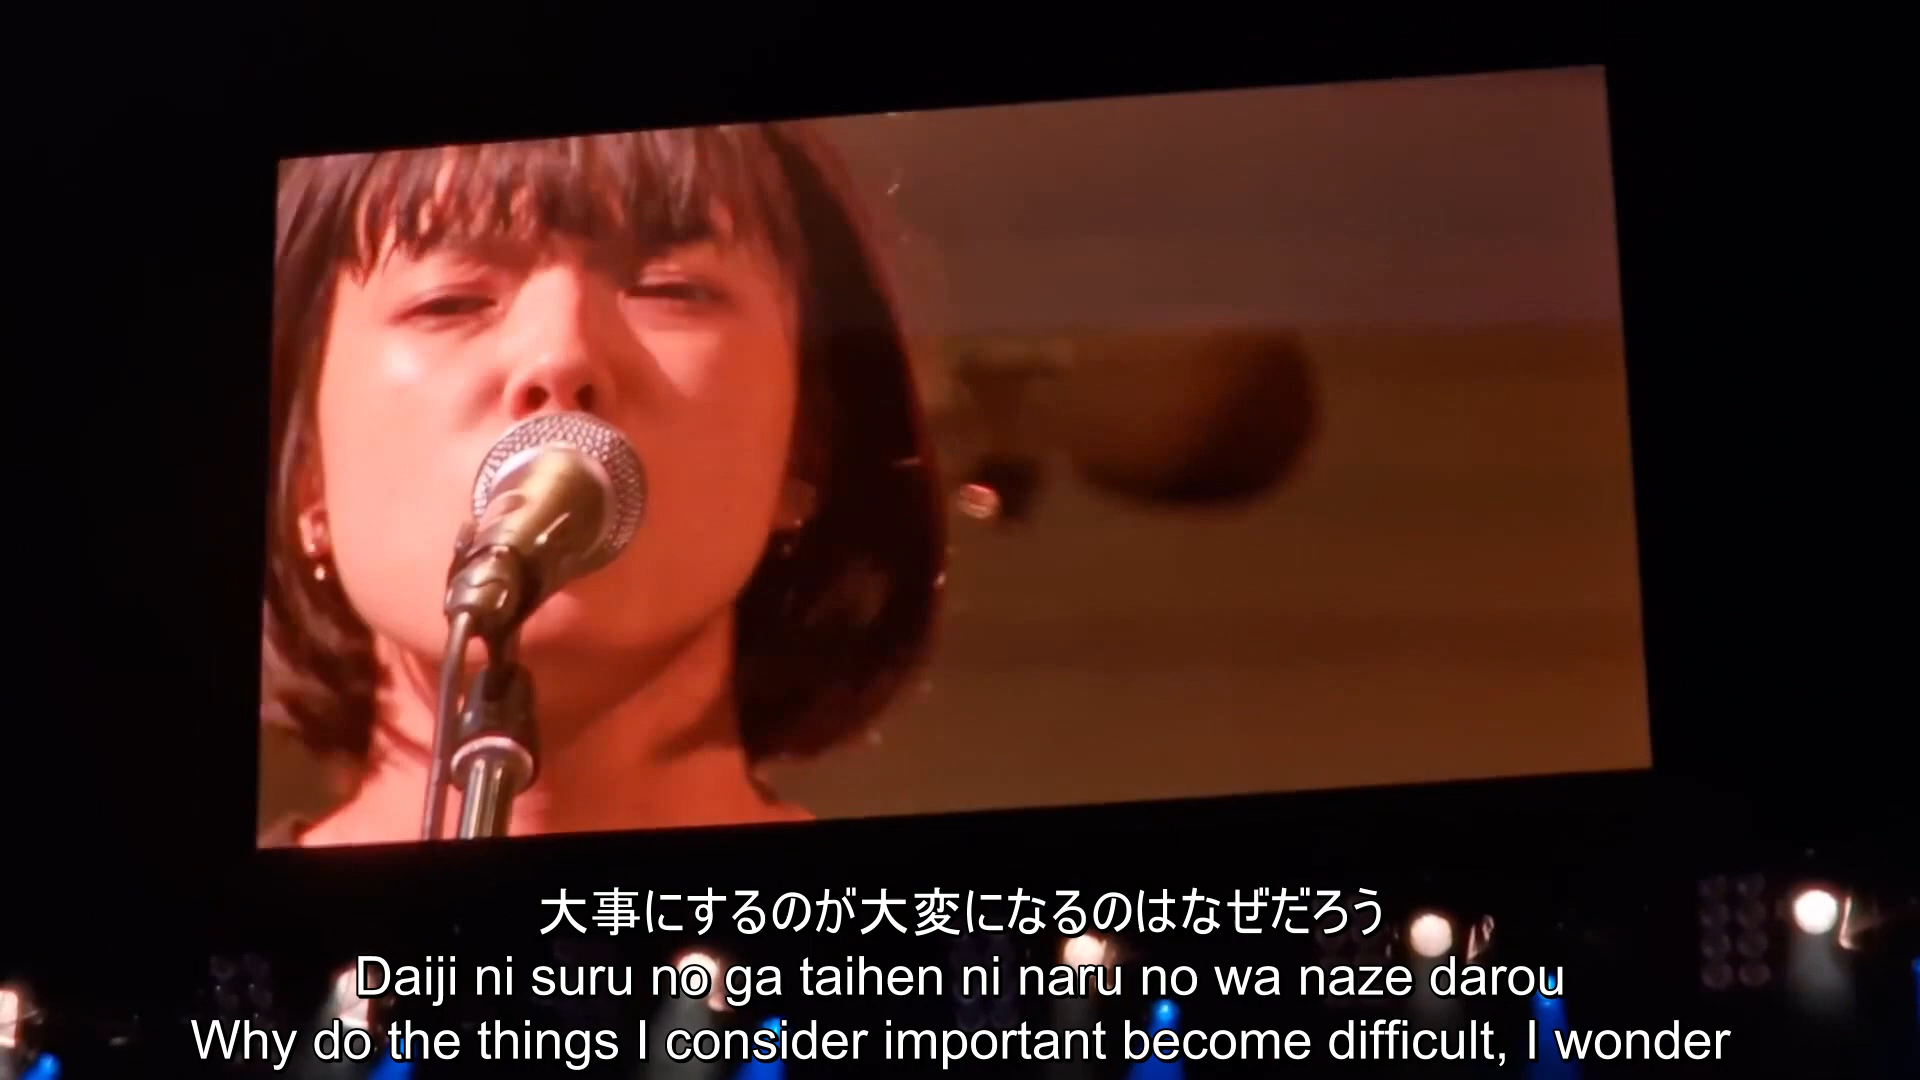 大事にするのが大変になるのはなぜだろう
Daiji ni suru no ga taihen ni naru no wa naze darou
Why do the things I consider important become difficult, I wonder